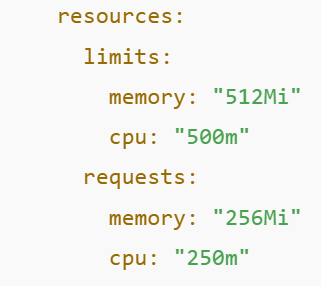 resources:
  limits:
    memory: "512Mi"
    cpu: "500m"
  requests:
    memory: "256Mi"
    cpu: "250m"